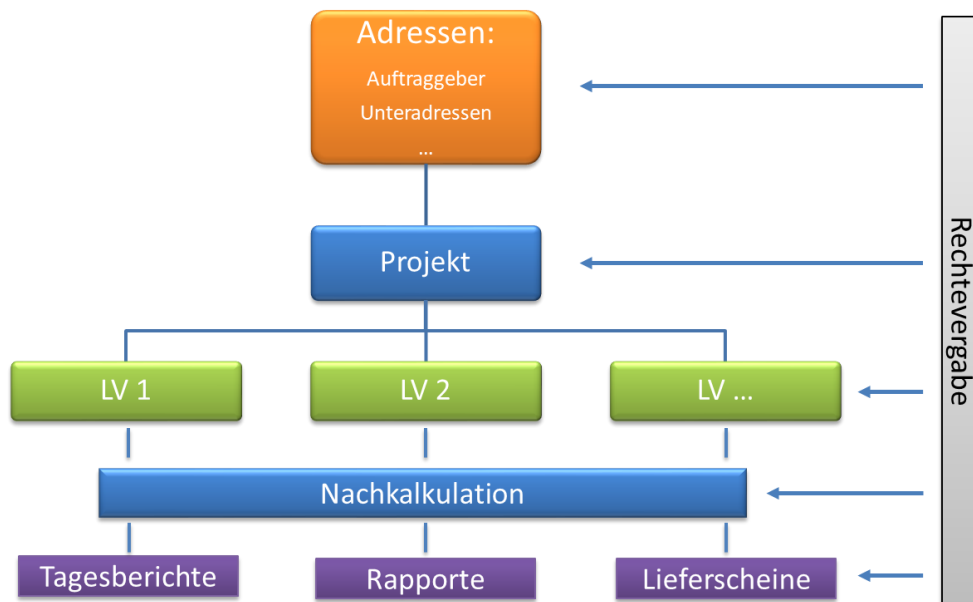 Adressen:
Auftraggeber
Unteradressen
...
Projekt
LV 1
LV 2
LV ...
Nachkalkulation
Tagesberichte
Rapporte
Lieferscheine
Rechtevergabe